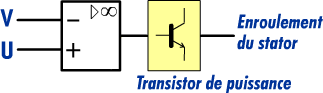 V
U
−
+
▷∞
Enroulement
du stator
Transistor de puissance